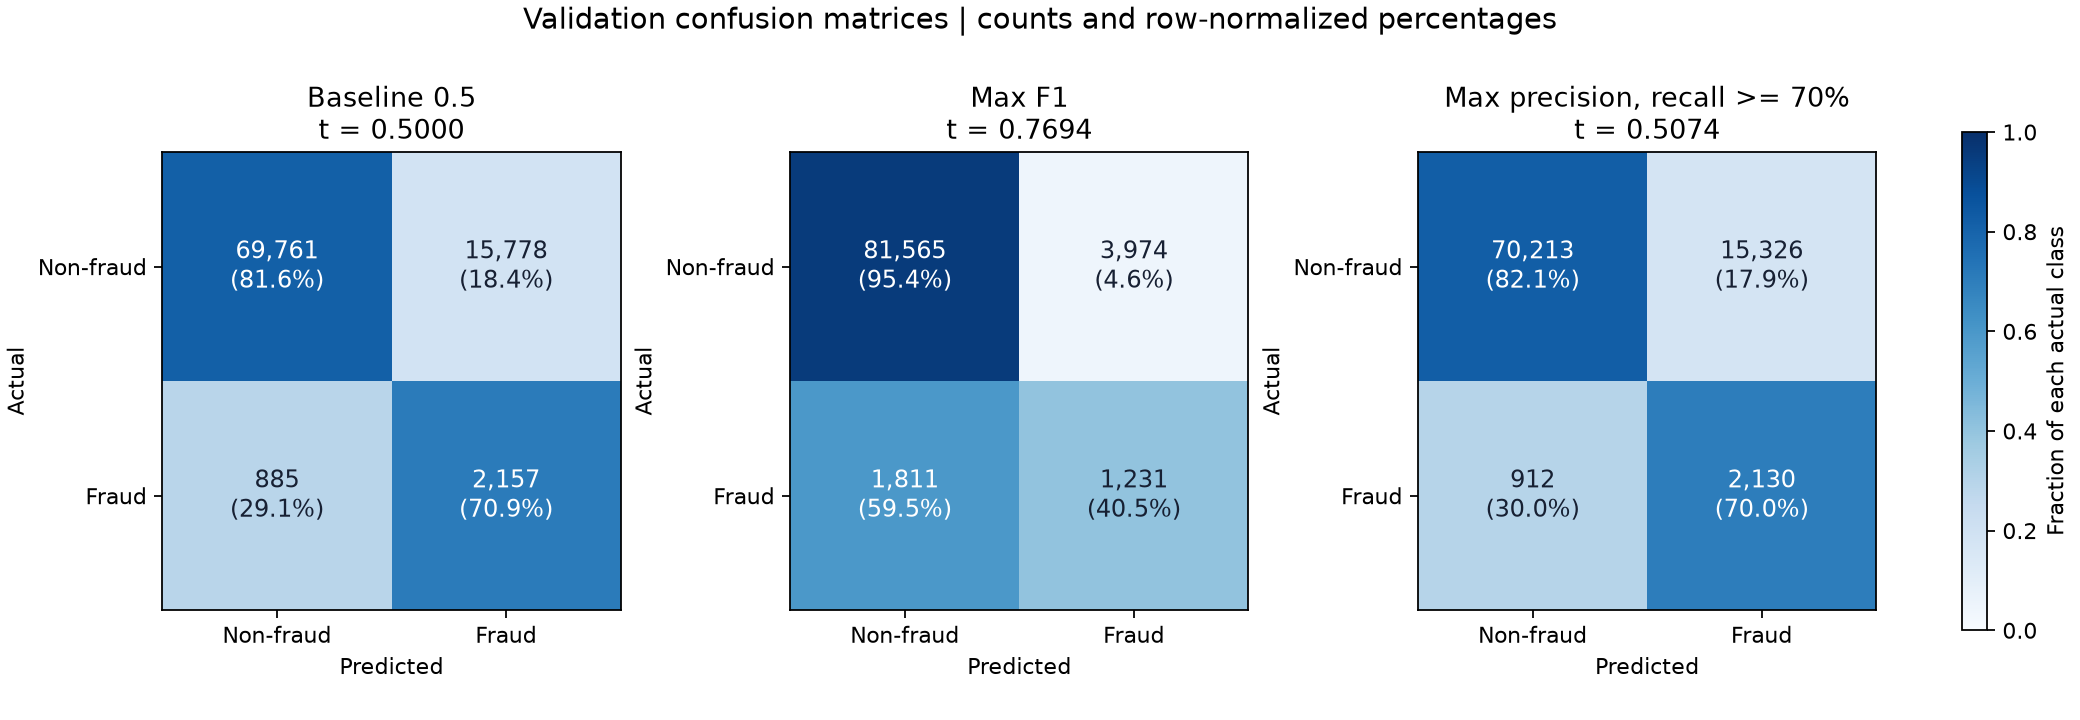 Validation confusion matrices | counts and row-normalized percentages
Baseline 0.5
t = 0.5000
Actual
Non-fraud
Fraud
69,761
(81.6%)
15,778
(18.4%)
885
(29.1%)
2,157
(70.9%)
Non-fraud
Fraud
Predicted
Max F1
t = 0.7694
Actual
Non-fraud
Fraud
81,565
(95.4%)
3,974
(4.6%)
1,811
(59.5%)
1,231
(40.5%)
Non-fraud
Fraud
Predicted
Max precision, recall >= 70%
t = 0.5074
Actual
Non-fraud
Fraud
70,213
(82.1%)
15,326
(17.9%)
912
(30.0%)
2,130
(70.0%)
Non-fraud
Fraud
Predicted
1.0
0.8
0.6
0.4
0.2
0.0
Fraction of each actual class